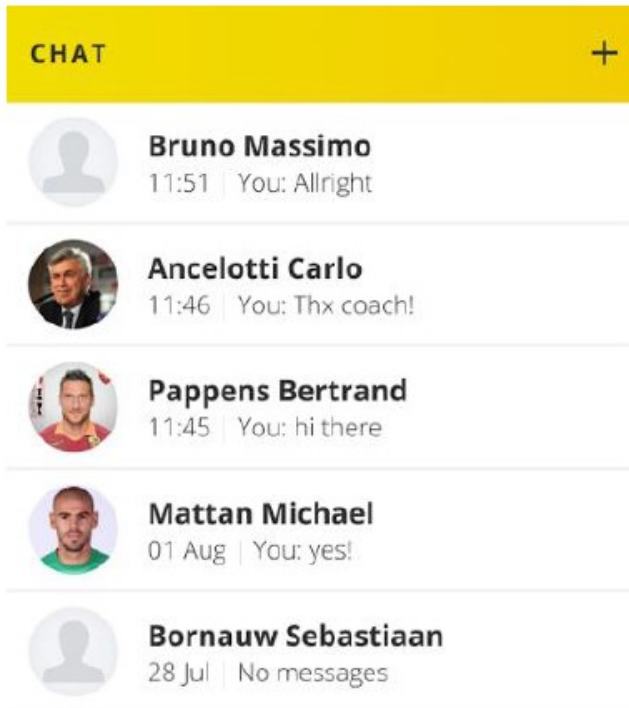 CHAT +
Bruno Massimo
11:51 | You: Allright
Ancelotti Carlo
11:46 | You: Thx coach!
Pappens Bertrand
11:45 | You: hi there
Mattan Michael
01 Aug | You: yes!
Bornauw Sebastiaan
28 Jul | No messages